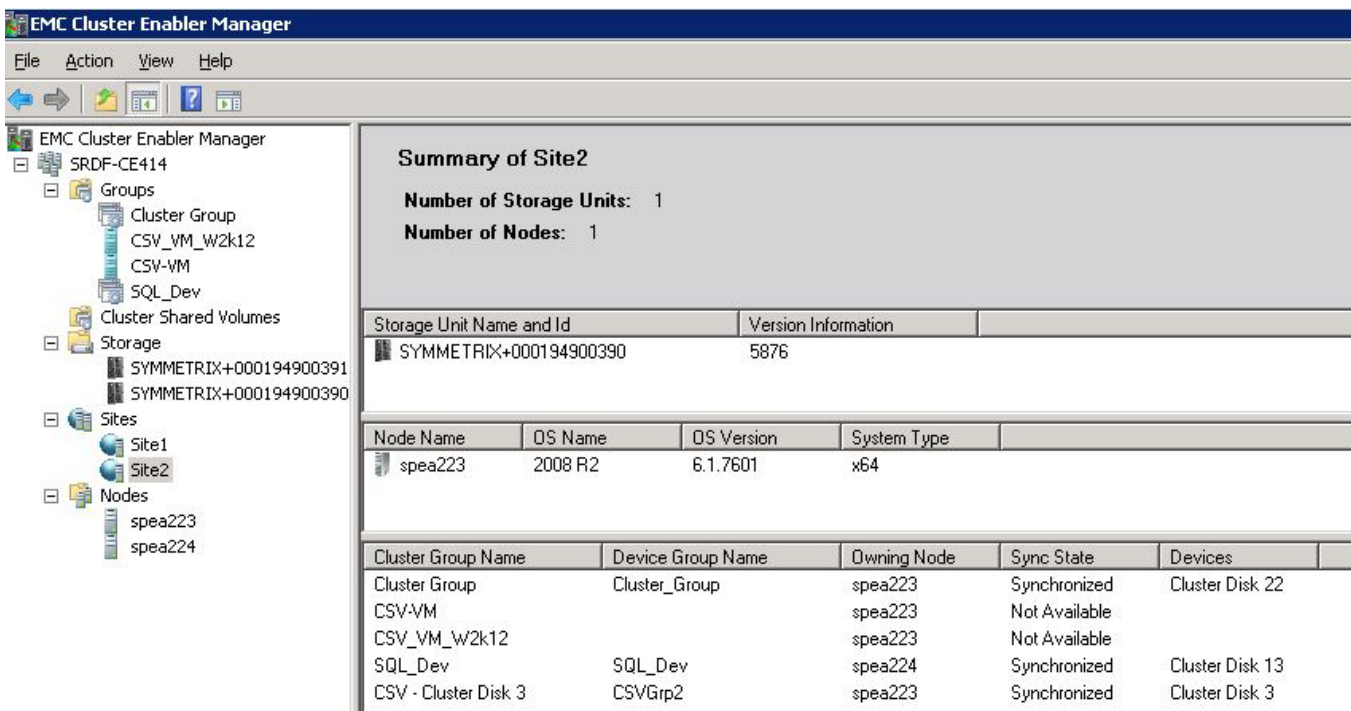 EMC Cluster Enabler Manager
File Action View Help
EMC Cluster Enabler Manager
SRDF-CE414
Groups
Cluster Group
CSV_VM_W2k12
CSV-VM
SQL_Dev
Cluster Shared Volumes
Storage
SYMMETRIX+000194900391
SYMMETRIX+000194900390
Sites
Site1
Site2
Nodes
spea223
spea224
Summary of Site2
Number of Storage Units: 1
Number of Nodes: 1
Storage Unit Name and Id Version Information
SYMMETRIX+000194900390 5876
Node Name OS Name OS Version System Type
spea223 2008 R2 6.1.7601 x64
Cluster Group Name Device Group Name Owning Node Sync State Devices
Cluster Group Cluster_Group spea223 Synchronized Cluster Disk 22
CSV-VM spea223 Not Available
CSV_VM_W2k12 spea223 Not Available
SQL_Dev SQL_Dev spea224 Synchronized Cluster Disk 13
CSV - Cluster Disk 3 CSVGrp2 spea223 Synchronized Cluster Disk 3